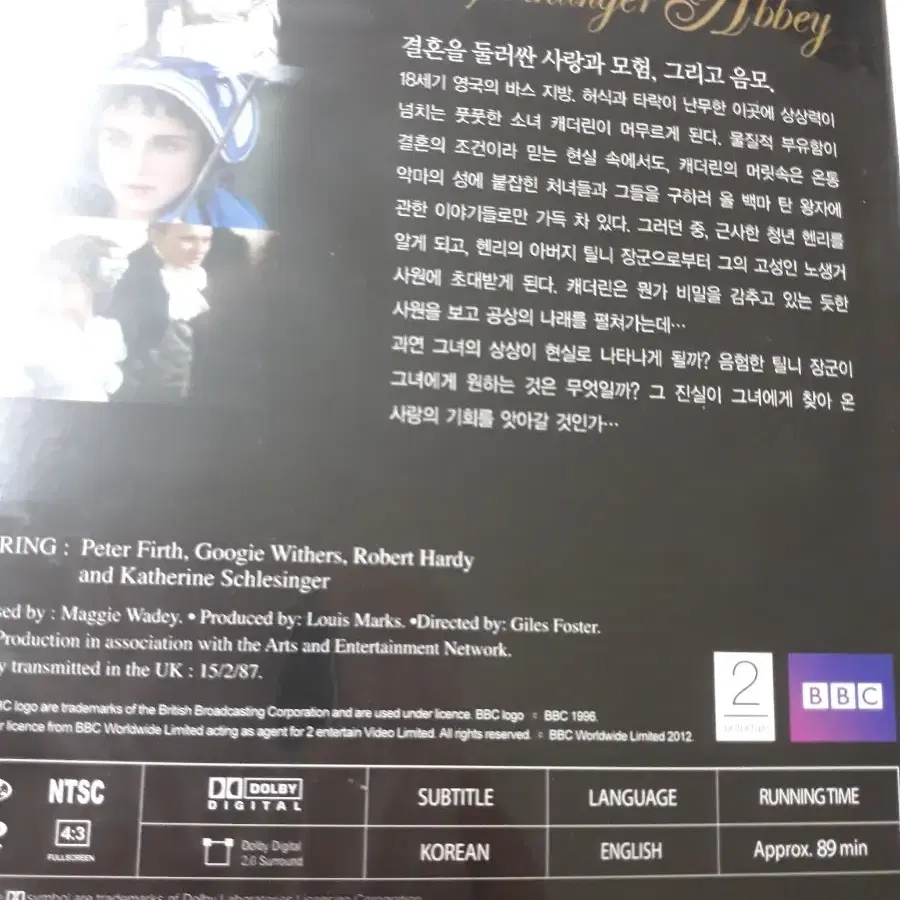 Abbey
결혼을 둘러싼 사랑과 모험, 그리고 음모.
18세기 영국의 바스 지방. 허식과 타락이 난무한 이곳에 상상력이
넘치는 풋풋한 소녀 캐더린이 머무르게 된다. 물질적 부유함이
결혼의 조건이라 믿는 현실 속에서도, 캐더린의 머릿속은 온통
악마의 성에 붙잡힌 처녀들과 그들을 구하러 올 백마 탄 왕자에
관한 이야기들로만 가득 차 있다. 그러던 중, 근사한 청년 헨리를
알게 되고, 헨리의 아버지 틸니 장군으로부터 그의 고성인 노생거
사원에 초대받게 된다. 캐더린은 뭔가 비밀을 감추고 있는 듯한
사원을 보고 공상의 나래를 펼쳐가는데…
과연 그녀의 상상이 현실로 나타나게 될까? 음험한 틸니 장군이
그녀에게 원하는 것은 무엇일까? 그 진실이 그녀에게 찾아 온
사랑의 기회를 앗아갈 것인가…
RING : Peter Firth, Googie Withers, Robert Hardy
and Katherine Schlesinger
sed by : Maggie Wadey. • Produced by: Louis Marks. •Directed by: Giles Foster.
Production in association with the Arts and Entertainment Network.
y transmitted in the UK : 15/2/87.
2
BBC
C logo are trademarks of the British Broadcasting Corporation and are used under licence. BBC logo © BBC 1996.
r licence from BBC Worldwide Limited acting as agent for 2 entertain Video Limited. All rights reserved. © BBC Worldwide Limited 2012.
NTSC
DOLBY
DIGITAL
SUBTITLE
LANGUAGE
RUNNING TIME
4:3
FULLSCREEN
Dolby Digital
2.0 Surround
KOREAN
ENGLISH
Approx. 89 min
symbol are trademarks of Dolby Laboratories Licensing Corporation